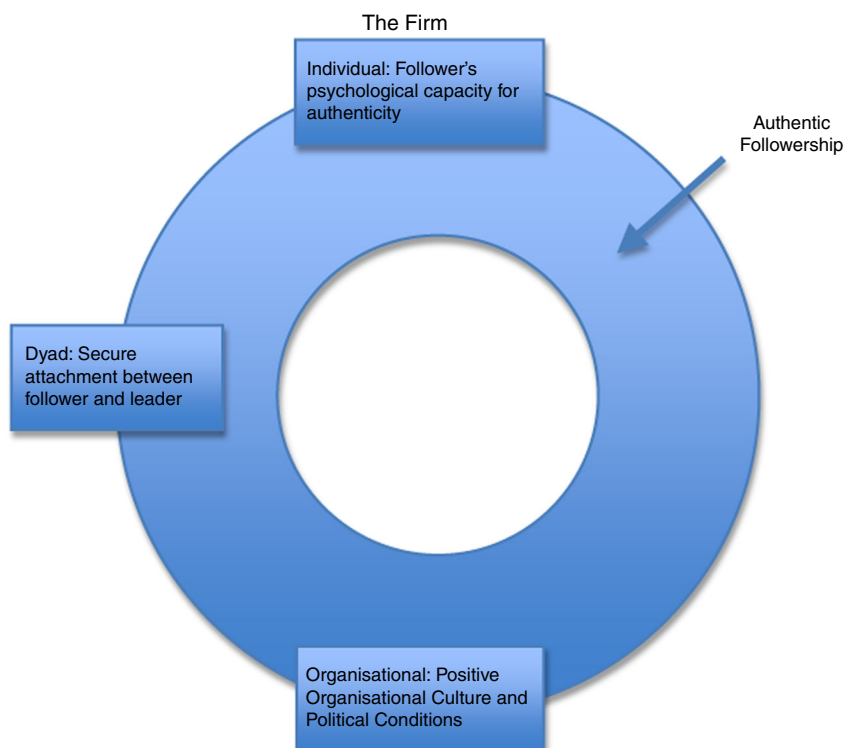 The Firm
Individual: Follower's
psychological capacity for
authenticity
Authentic
Followership
Dyad: Secure
attachment between
follower and leader
Organisational: Positive
Organisational Culture and
Political Conditions